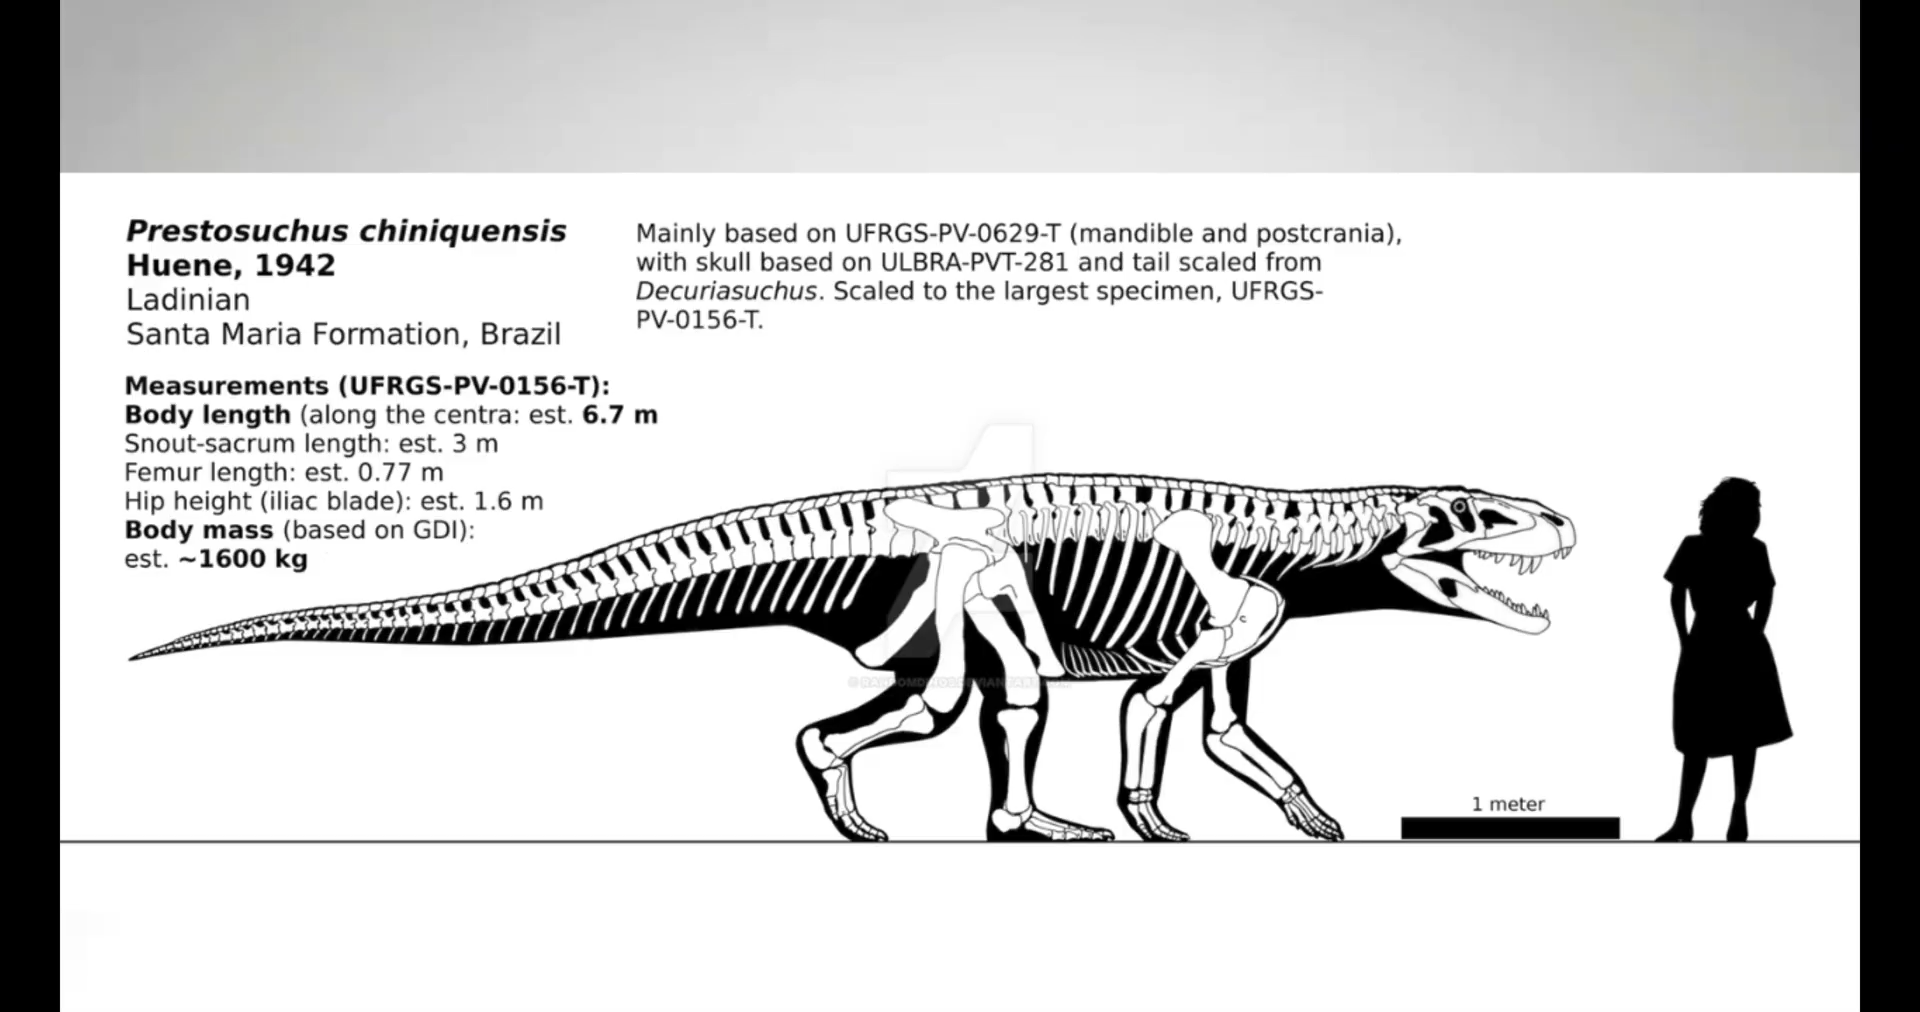 Prestosuchus chiniquensis
Huene, 1942
Ladinian
Santa Maria Formation, Brazil
Mainly based on UFRGS-PV-0629-T (mandible and postcrania),
with skull based on ULBRA-PVT-281 and tail scaled from
Decuriasuchus. Scaled to the largest specimen, UFRGS-
PV-0156-T.
Measurements (UFRGS-PV-0156-T):
Body length (along the centra: est. 6.7 m
Snout-sacrum length: est. 3 m
Femur length: est. 0.77 m
Hip height (iliac blade): est. 1.6 m
Body mass (based on GDI):
est. ~1600 kg
1 meter